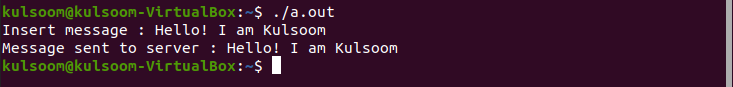 kulsoom@kulsoom-VirtualBox:~$ ./a.out
Insert message : Hello! I am Kulsoom
Message sent to server : Hello! I am Kulsoom
kulsoom@kulsoom-VirtualBox:~$